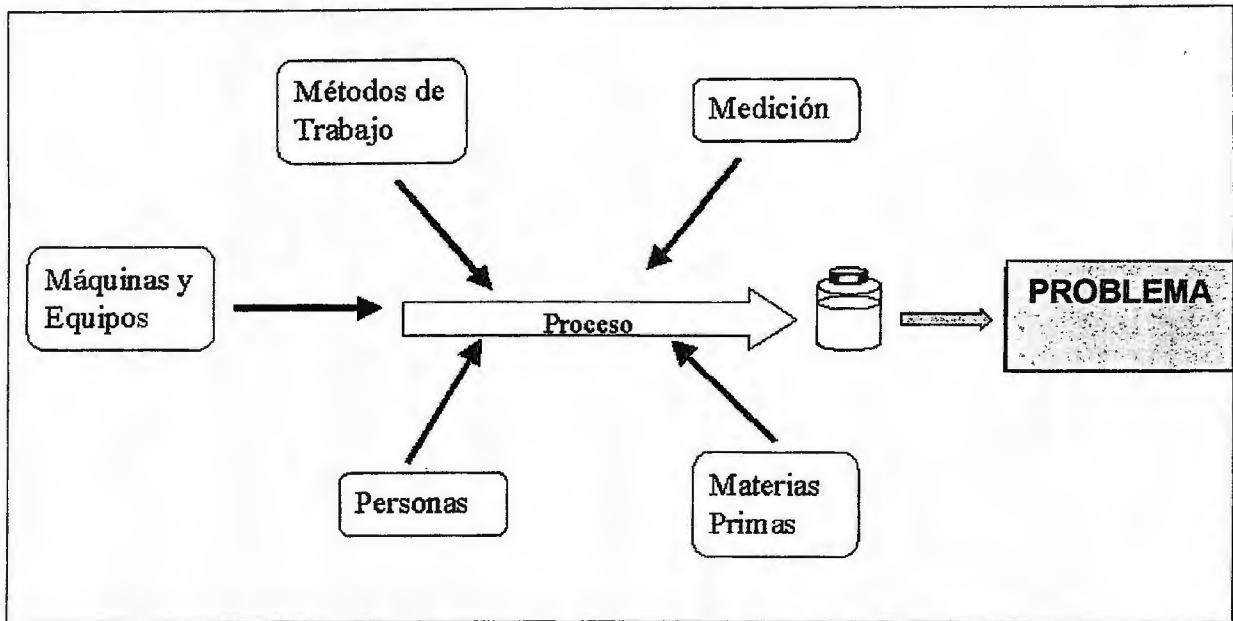 Métodos de
Trabajo
Medición
Máquinas y
Equipos
Proceso
PROBLEMA
Personas
Materias
Primas